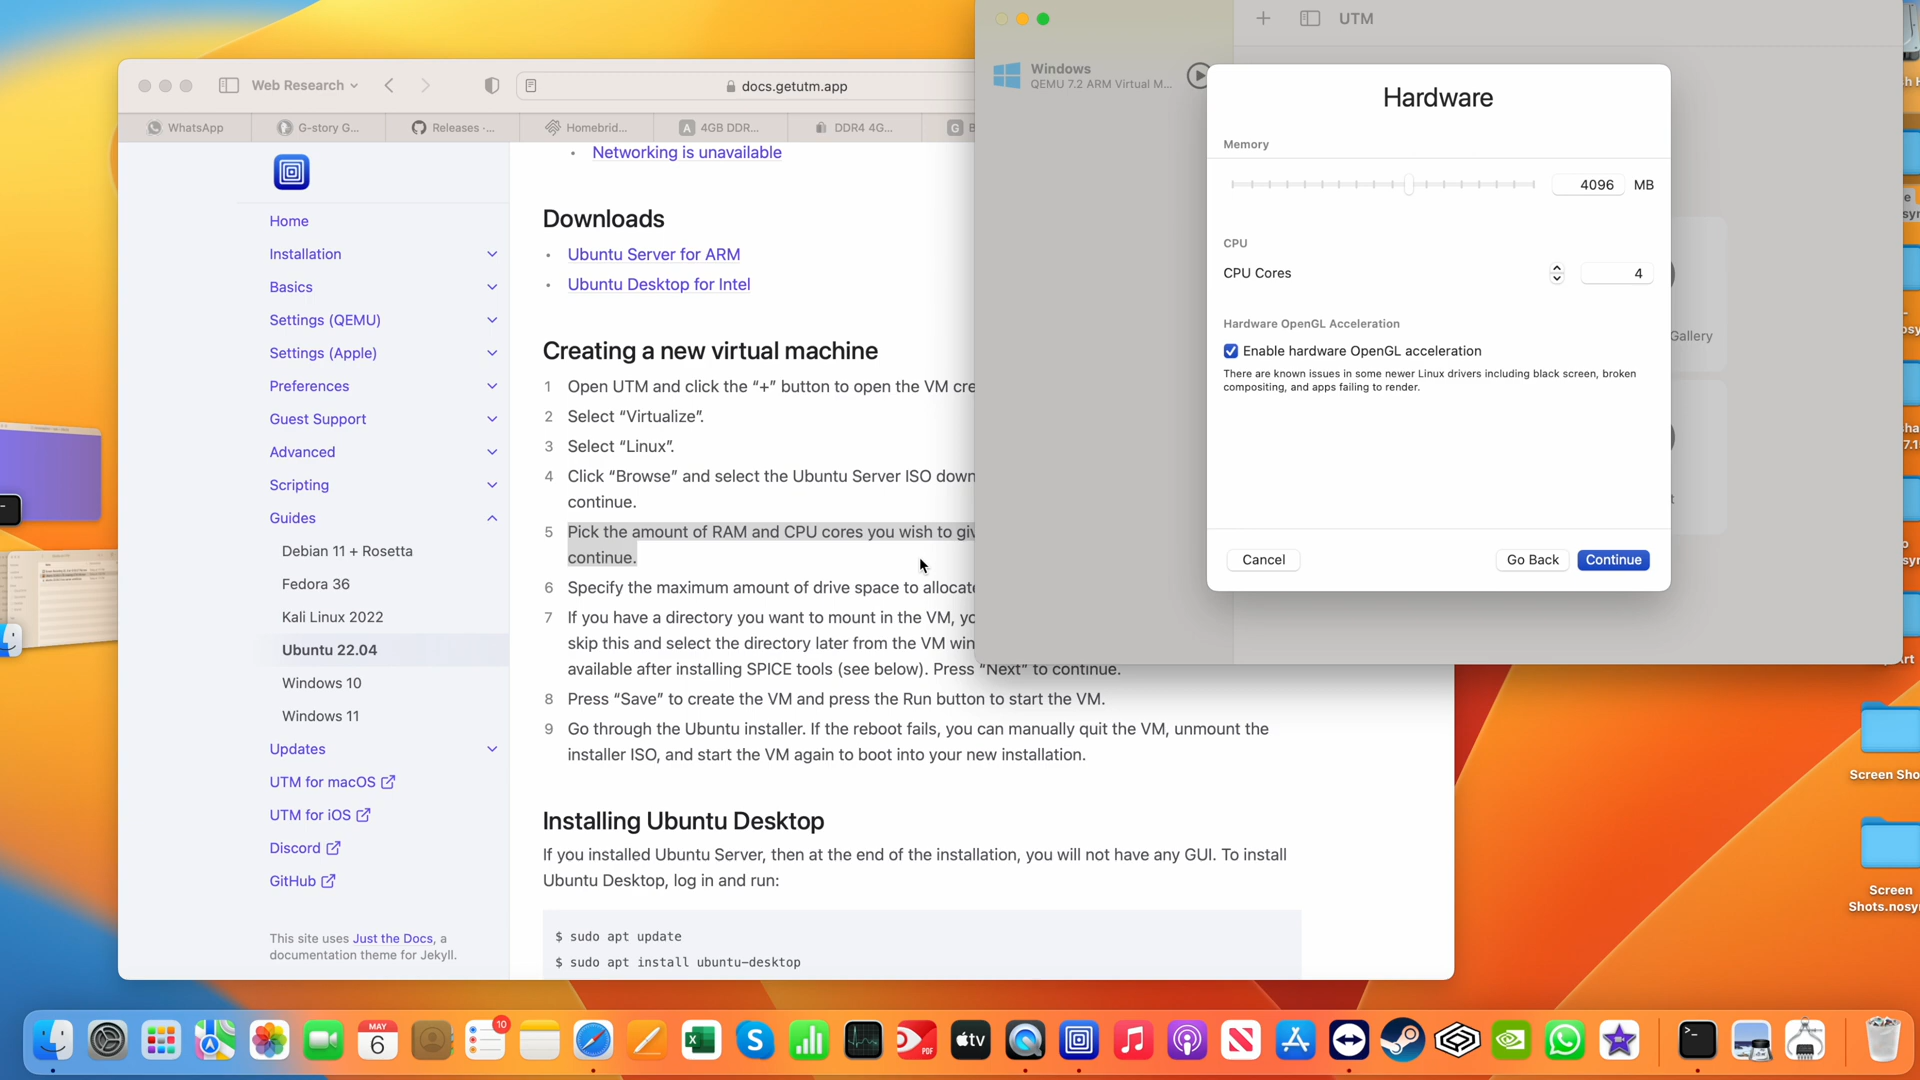 Web Research
docs.getutm.app
WhatsApp
G-story G...
Releases -...
Homebrid...
A
4GB DDR...
DDR4 4G...
G
Home
Installation
Basics
Settings (QEMU)
Settings (Apple)
Preferences
Guest Support
Advanced
Scripting
Guides
Debian 11 + Rosetta
Fedora 36
Kali Linux 2022
Ubuntu 22.04
Windows 10
Windows 11
Updates
UTM for macOS
UTM for iOS
Discord
GitHub
This site uses Just the Docs, a
documentation theme for Jekyll.
• Networking is unavailable
Downloads
• Ubuntu Server for ARM
• Ubuntu Desktop for Intel
Creating a new virtual machine
1 Open UTM and click the “+” button to open the VM cre
2 Select “Virtualize”.
3 Select “Linux”.
4 Click “Browse” and select the Ubuntu Server ISO down
continue.
5 Pick the amount of RAM and CPU cores you wish to giv
continue.
6 Specify the maximum amount of drive space to allocate
7 If you have a directory you want to mount in the VM, yo
skip this and select the directory later from the VM win
available after installing SPICE tools (see below). Press “Next” to continue.
8 Press “Save” to create the VM and press the Run button to start the VM.
9 Go through the Ubuntu installer. If the reboot fails, you can manually quit the VM, unmount the
installer ISO, and start the VM again to boot into your new installation.
Installing Ubuntu Desktop
If you installed Ubuntu Server, then at the end of the installation, you will not have any GUI. To install
Ubuntu Desktop, log in and run:
$ sudo apt update
$ sudo apt install ubuntu-desktop
UTM
Windows
QEMU 7.2 ARM Virtual M...
Hardware
Memory
4096 MB
CPU
CPU Cores
4
Hardware OpenGL Acceleration
Enable hardware OpenGL acceleration
There are known issues in some newer Linux drivers including black screen, broken
compositing, and apps failing to render.
Cancel
Go Back
Continue
Gallery
Screen Sho
Screen
Shots.nosyn
MAY
6
10
PDF
tv